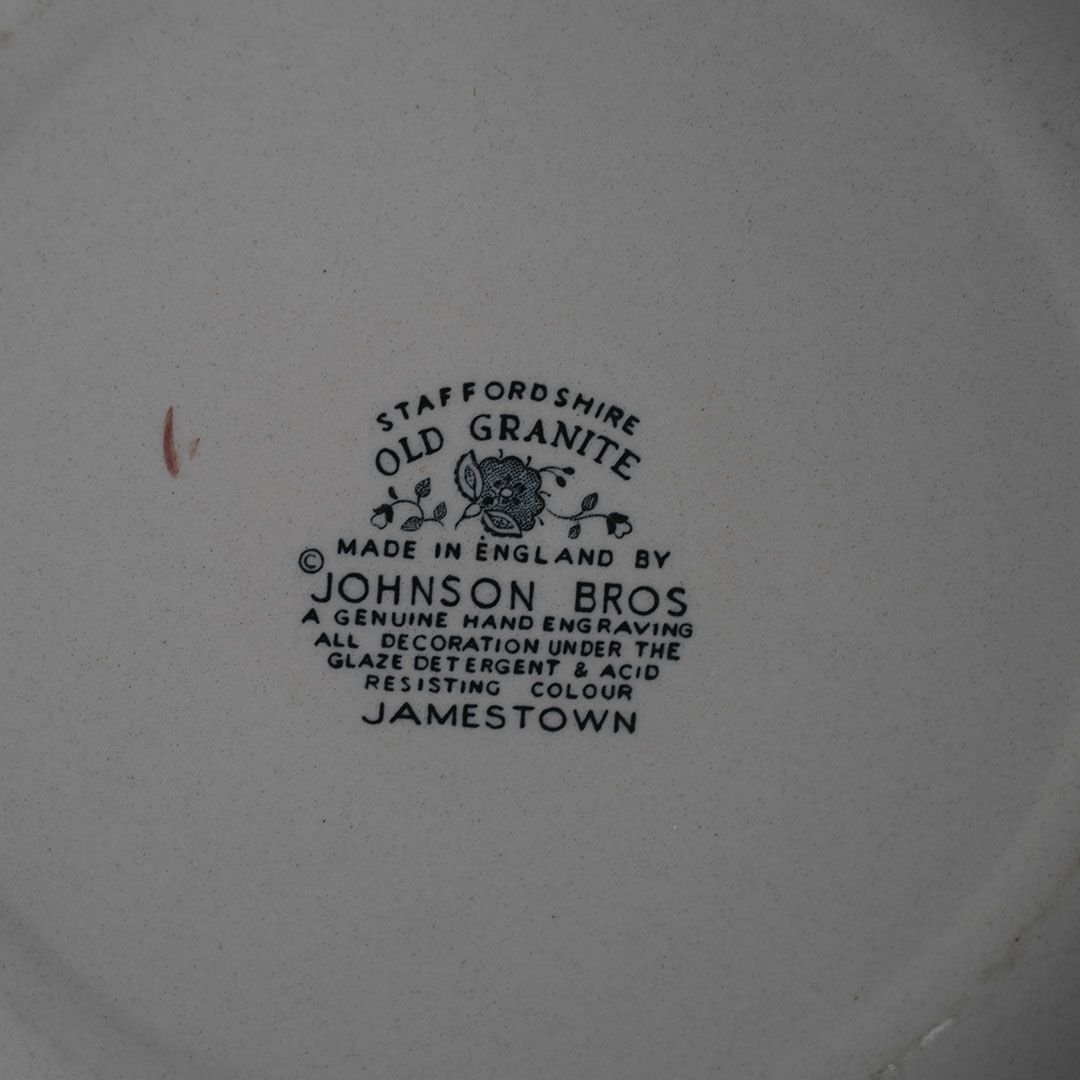 STAFFORDSHIRE
OLD GRANITE
MADE IN ENGLAND BY
© JOHNSON BROS
A GENUINE HAND ENGRAVING
ALL DECORATION UNDER THE
GLAZE DETERGENT & ACID
RESISTING COLOUR
JAMESTOWN